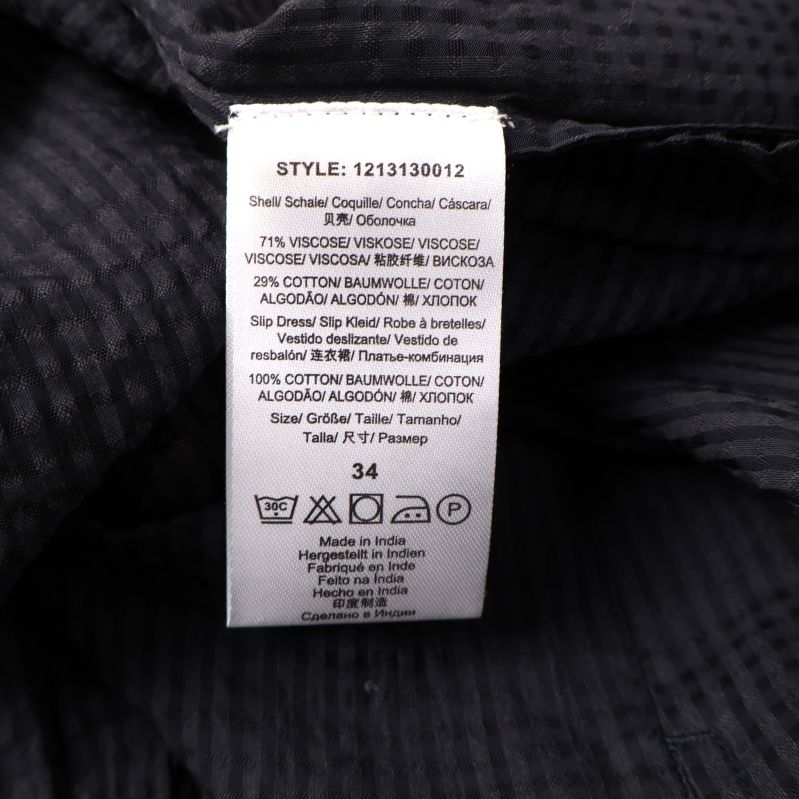 STYLE: 1213130012
Shell/ Schale/ Coquille/ Concha/ Cáscara/
贝壳/ Оболочка
71% VISCOSE/ VISKOSE/ VISCOSE/
VISCOSE/ VISCOSA/ 粘胶纤维/ ВИСКОЗА
29% COTTON/ BAUMWOLLE/ COTON/
ALGODÃO/ ALGODÓN/ 棉/ ХЛОПОК
Slip Dress/ Slip Kleid/ Robe à bretelles/
Vestido deslizante/ Vestido de
resbalón/ 连衣裙/ Платье-комбинация
100% COTTON/ BAUMWOLLE/ COTON/
ALGODÃO/ ALGODÓN/ 棉/ ХЛОПОК
Size/ Größe/ Taille/ Tamanho/
Talla/ 尺寸/ Размер
34
30C P
Made in India
Hergestellt in Indien
Fabriqué en Inde
Feito na Índia
Hecho en India
印度制造
Сделано в Индии